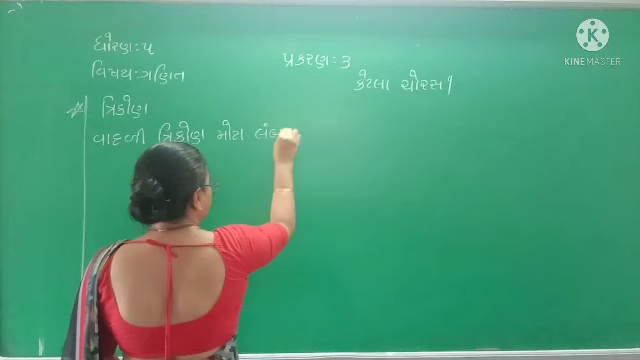 ધોરણ:૫
પ્રકરણ:૩
વિષય:ગણિત
કેટલા ચોરસ?
ત્રિકોણ
વાદળી ત્રિકોણ મોટા લંબ
KINEMASTER